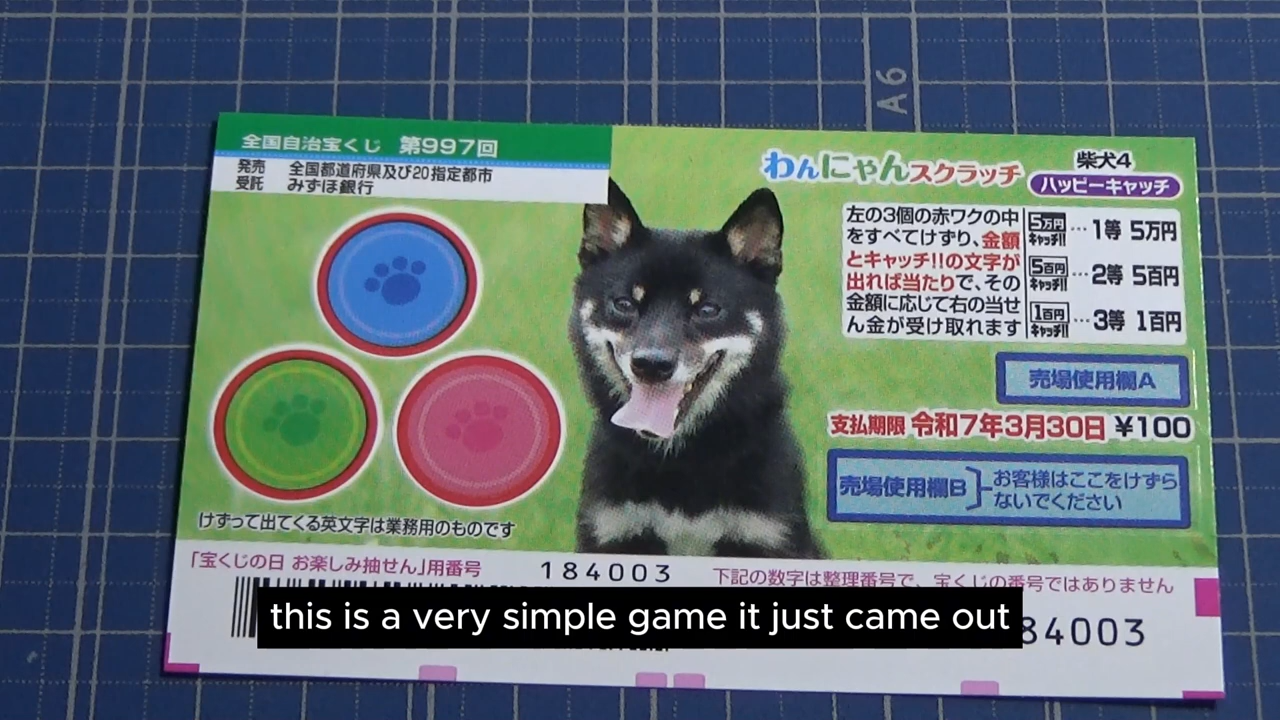 A6
全国自治宝くじ 第997回
発売 全国都道府県及び20指定都市
受託 みずほ銀行
わんにゃんスクラッチ
柴犬4
ハッピーキャッチ
左の3個の赤ワクの中
をすべてけずり、金額
とキャッチ!!の文字が
出れば当たりで、その
金額に応じて右の当せ
ん金が受け取れます
5万円キャッチ!! … 1等 5万円
5百円キャッチ!! … 2等 5百円
1百円キャッチ!! … 3等 1百円
売場使用欄A
支払期限 令和7年3月30日 ¥100
売場使用欄B
お客様はここをけずら
ないでください
けずって出てくる英文字は業務用のものです
「宝くじの日 お楽しみ抽せん」用番号
184003
下記の数字は整理番号で、宝くじの番号ではありません
84003
this is a very simple game it just came out